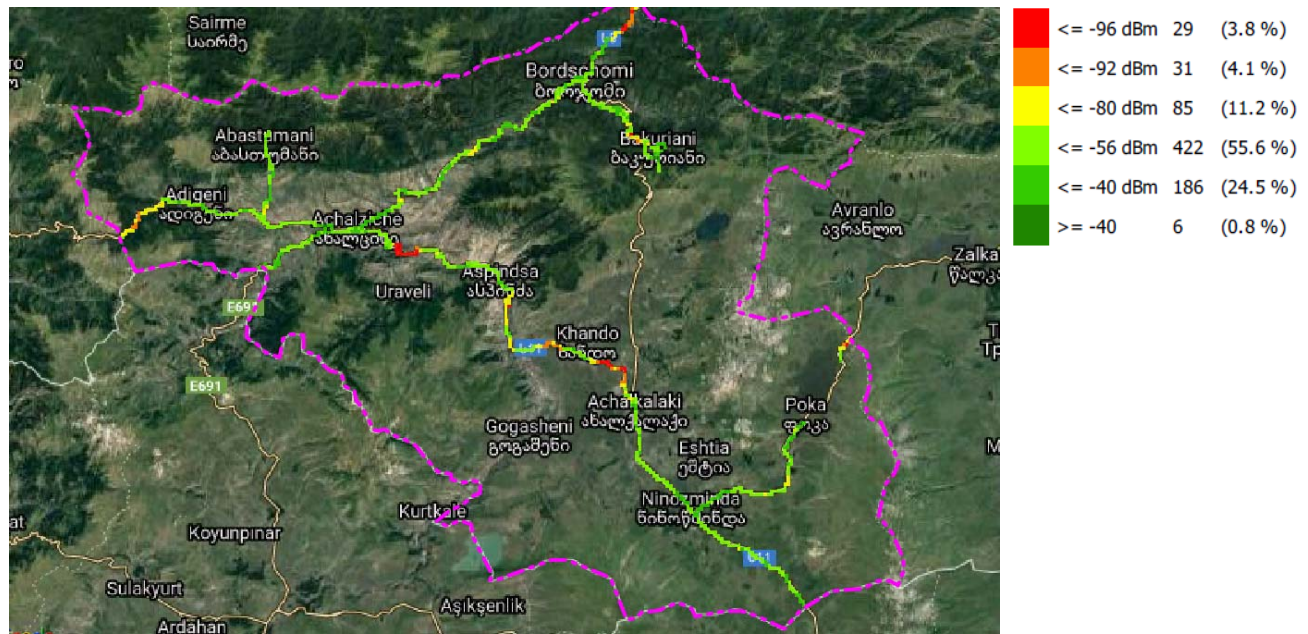 Sairme
საირმე
<= -96 dBm 29 (3.8 %)
<= -92 dBm 31 (4.1 %)
<= -80 dBm 85 (11.2 %)
<= -56 dBm 422 (55.6 %)
<= -40 dBm 186 (24.5 %)
>= -40 6 (0.8 %)
Bordschomi
ბორჯომი
Abastumani
აბასთუმანი
Bakuriani
ბაკურიანი
Adigeni
ადიგენი
Achalziche
ახალციხე
Avranlo
ავრანლო
Zalka
წალკა
Aspindsa
ასპინძა
Uraveli
E691
Khando
ხანდო
E691
Achalkalaki
ახალქალაქი
Poka
ფოკა
Gogasheni
გოგაშენი
Eshtia
ეშტია
Ninozminda
ნინოწმინდა
Kurtkale
Koyunpınar
Sulakyurt
Aşıkşenlik
Ardahan